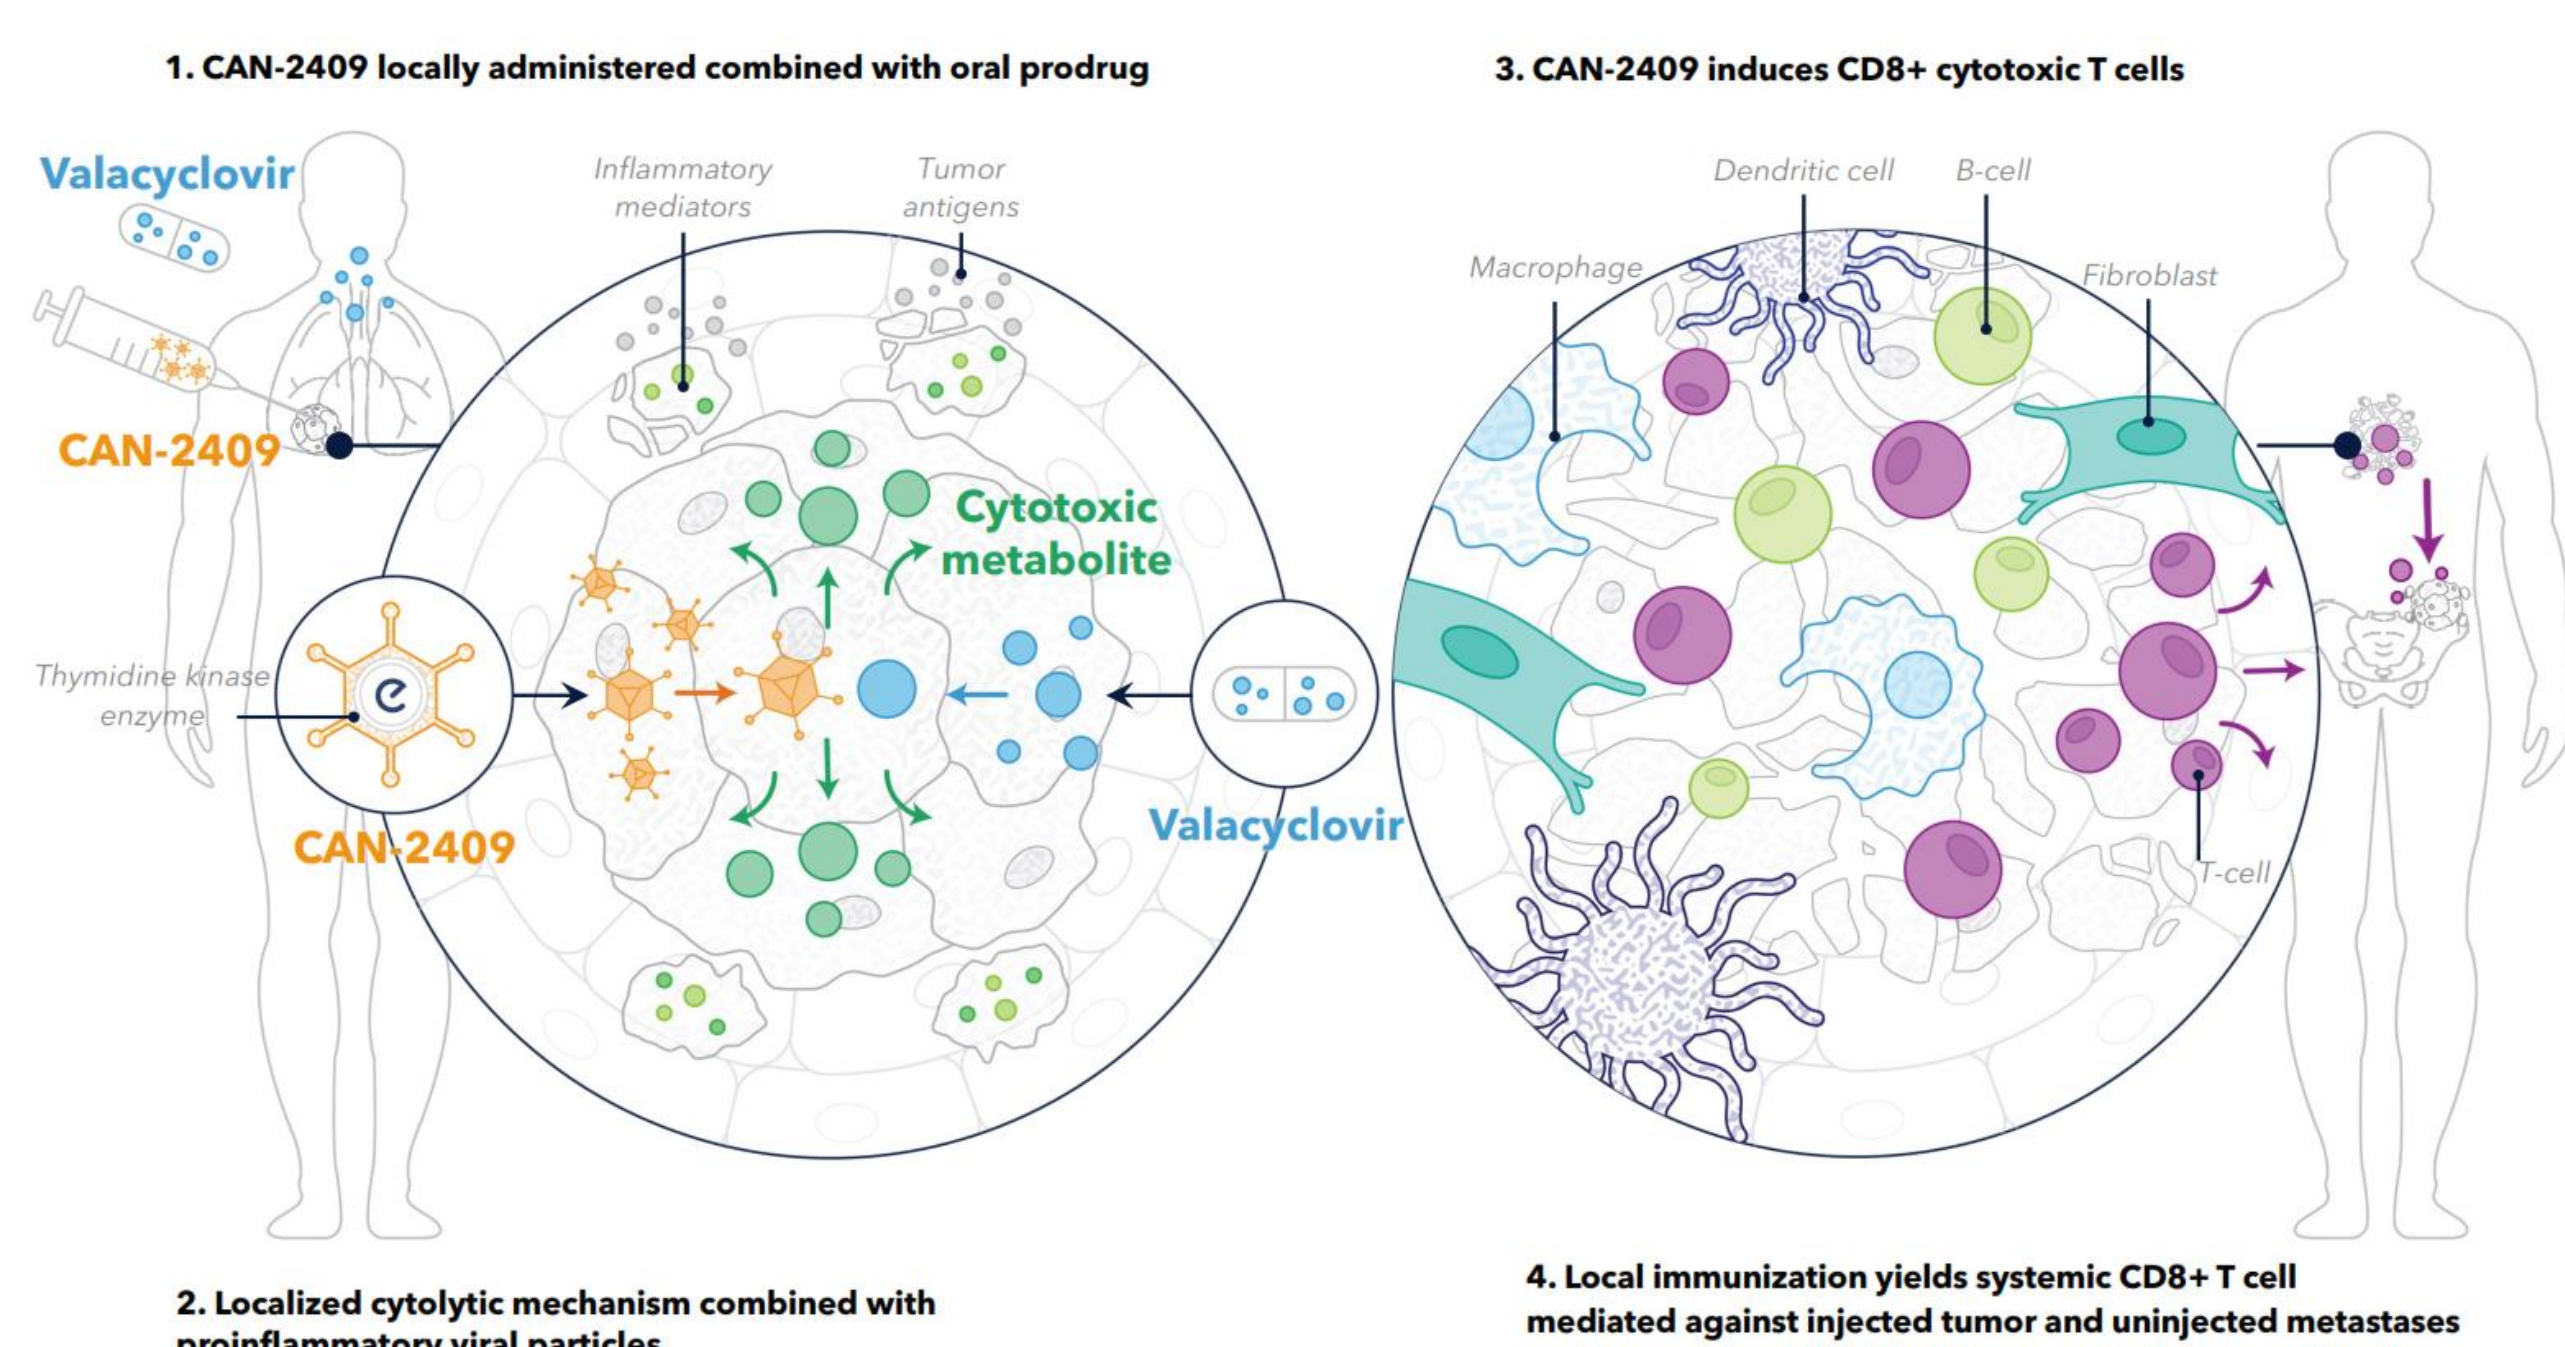 1. CAN-2409 locally administered combined with oral prodrug
Valacyclovir
CAN-2409
Inflammatory
mediators
Tumor
antigens
Cytotoxic
metabolite
Thymidine kinase
enzyme
e
CAN-2409
Valacyclovir
2. Localized cytolytic mechanism combined with
proinflammatory viral particles
3. CAN-2409 induces CD8+ cytotoxic T cells
Dendritic cell
B-cell
Macrophage
Fibroblast
T-cell
4. Local immunization yields systemic CD8+ T cell
mediated against injected tumor and uninjected metastases